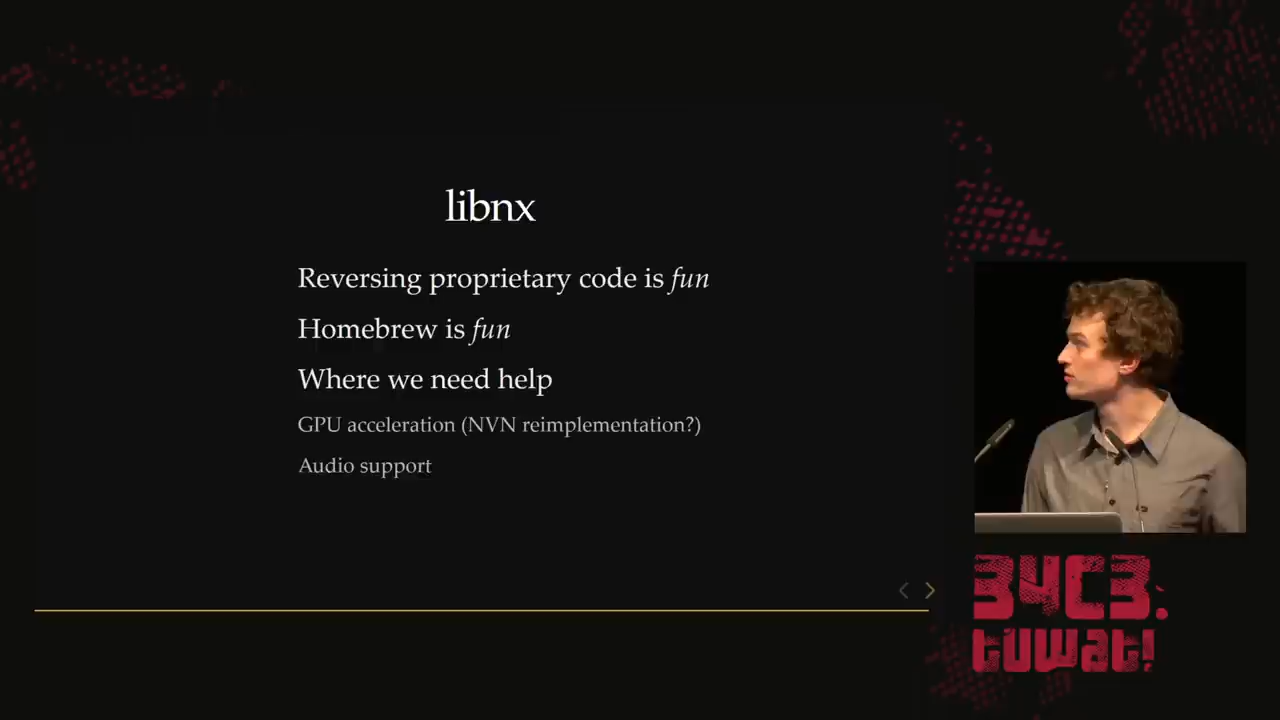 libnx
Reversing proprietary code is fun
Homebrew is fun
Where we need help
GPU acceleration (NVN reimplementation?)
Audio support
34C3:
tuwat!